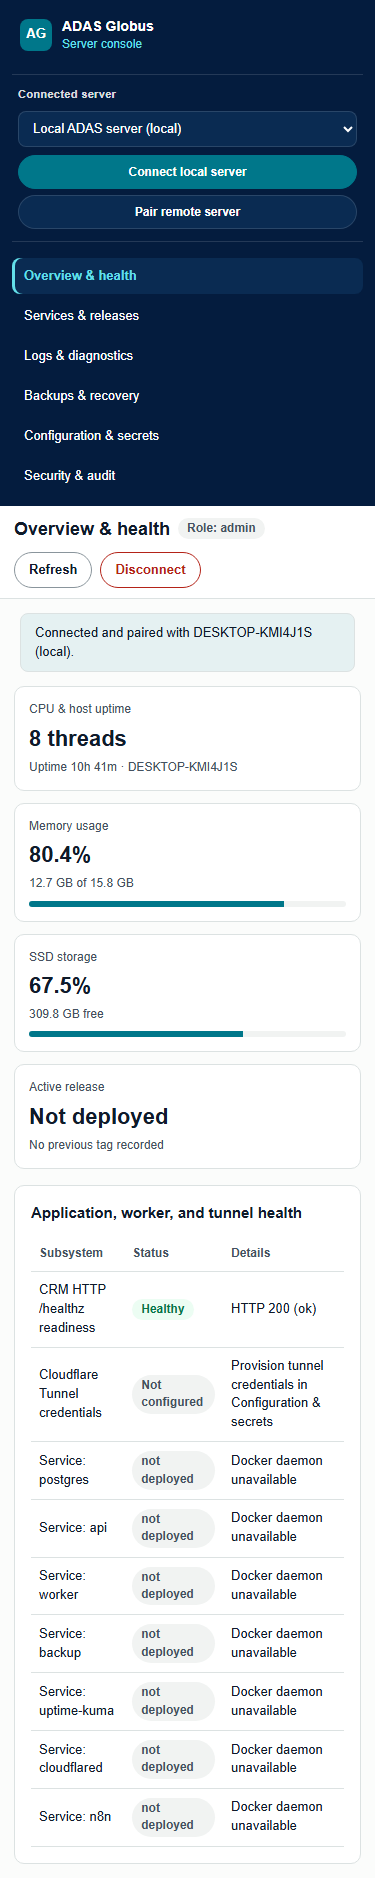 AG
ADAS Globus
Server console
Connected server
Local ADAS server (local)
Connect local server
Pair remote server
Overview & health
Services & releases
Logs & diagnostics
Backups & recovery
Configuration & secrets
Security & audit
Overview & health
Role: admin
Refresh
Disconnect
Connected and paired with DESKTOP-KMI4J1S
(local).
CPU & host uptime
8 threads
Uptime 10h 41m · DESKTOP-KMI4J1S
Memory usage
80.4%
12.7 GB of 15.8 GB
SSD storage
67.5%
309.8 GB free
Active release
Not deployed
No previous tag recorded
Application, worker, and tunnel health
Subsystem Status Details
CRM HTTP
/healthz
readiness
Healthy
HTTP 200 (ok)
Cloudflare
Tunnel
credentials
Not
configured
Provision tunnel
credentials in
Configuration &
secrets
Service:
postgres
not
deployed
Docker daemon
unavailable
Service: api
not
deployed
Docker daemon
unavailable
Service:
worker
not
deployed
Docker daemon
unavailable
Service:
backup
not
deployed
Docker daemon
unavailable
Service:
uptime-kuma
not
deployed
Docker daemon
unavailable
Service:
cloudflared
not
deployed
Docker daemon
unavailable
Service: n8n
not
deployed
Docker daemon
unavailable